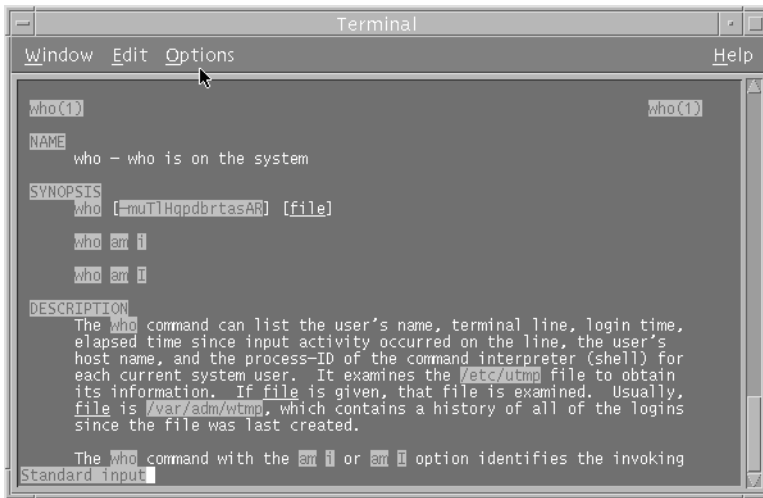 Terminal
Window Edit Options Help
who(1) who(1)
NAME
who – who is on the system
SYNOPSIS
who [–muTlHqpdbrtasAR] [file]
who am i
who am I
DESCRIPTION
The who command can list the user's name, terminal line, login time,
elapsed time since input activity occurred on the line, the user's
host name, and the process–ID of the command interpreter (shell) for
each current system user. It examines the /etc/utmp file to obtain
its information. If file is given, that file is examined. Usually,
file is /var/adm/wtmp, which contains a history of all of the logins
since the file was last created.
The who command with the am i or am I option identifies the invoking
Standard input